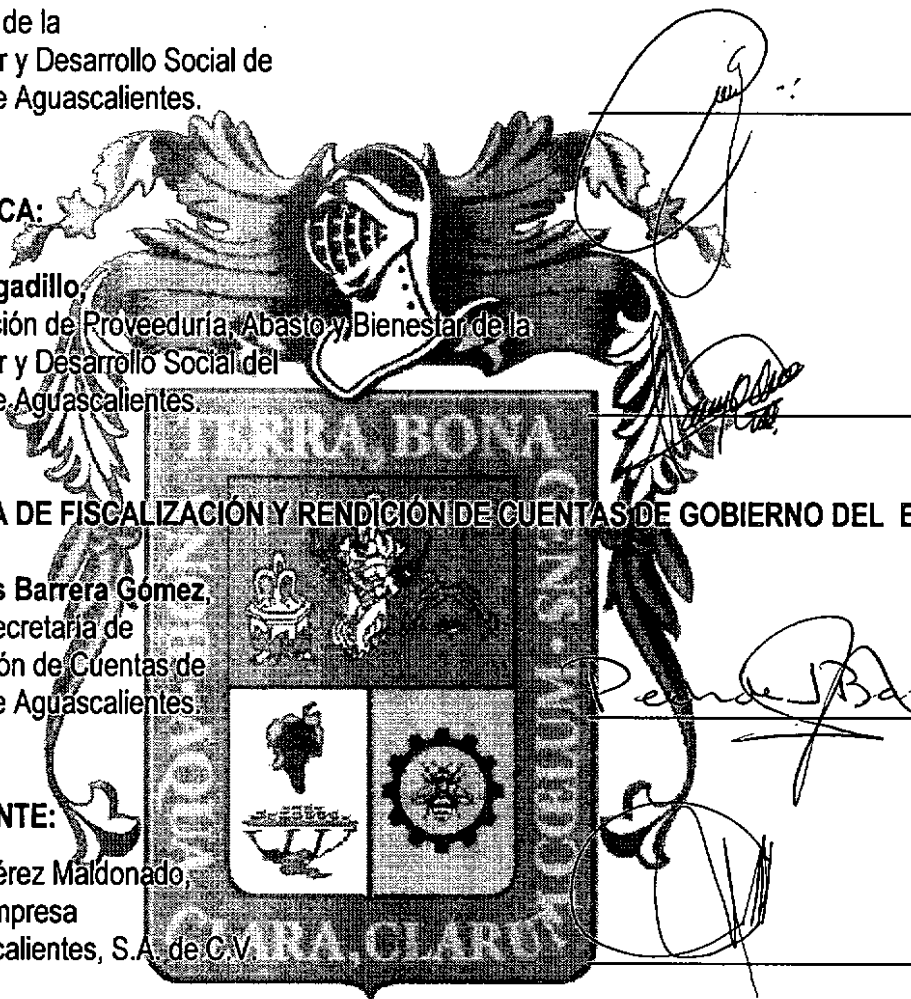 de la
r y Desarrollo Social de
e Aguascalientes.
CA:
gadillo,
ción de Proveeduría, Abasto y Bienestar de la
r y Desarrollo Social del
e Aguascalientes.
TERRA, BONA
A DE FISCALIZACIÓN Y RENDICIÓN DE CUENTAS DE GOBIERNO DEL E
s Barrera Gómez,
ecretaria de
ón de Cuentas de
e Aguascalientes.
NTE:
érez Maldonado,
mpresa
calientes, S.A. de C.V.
CLARA, CLARUM